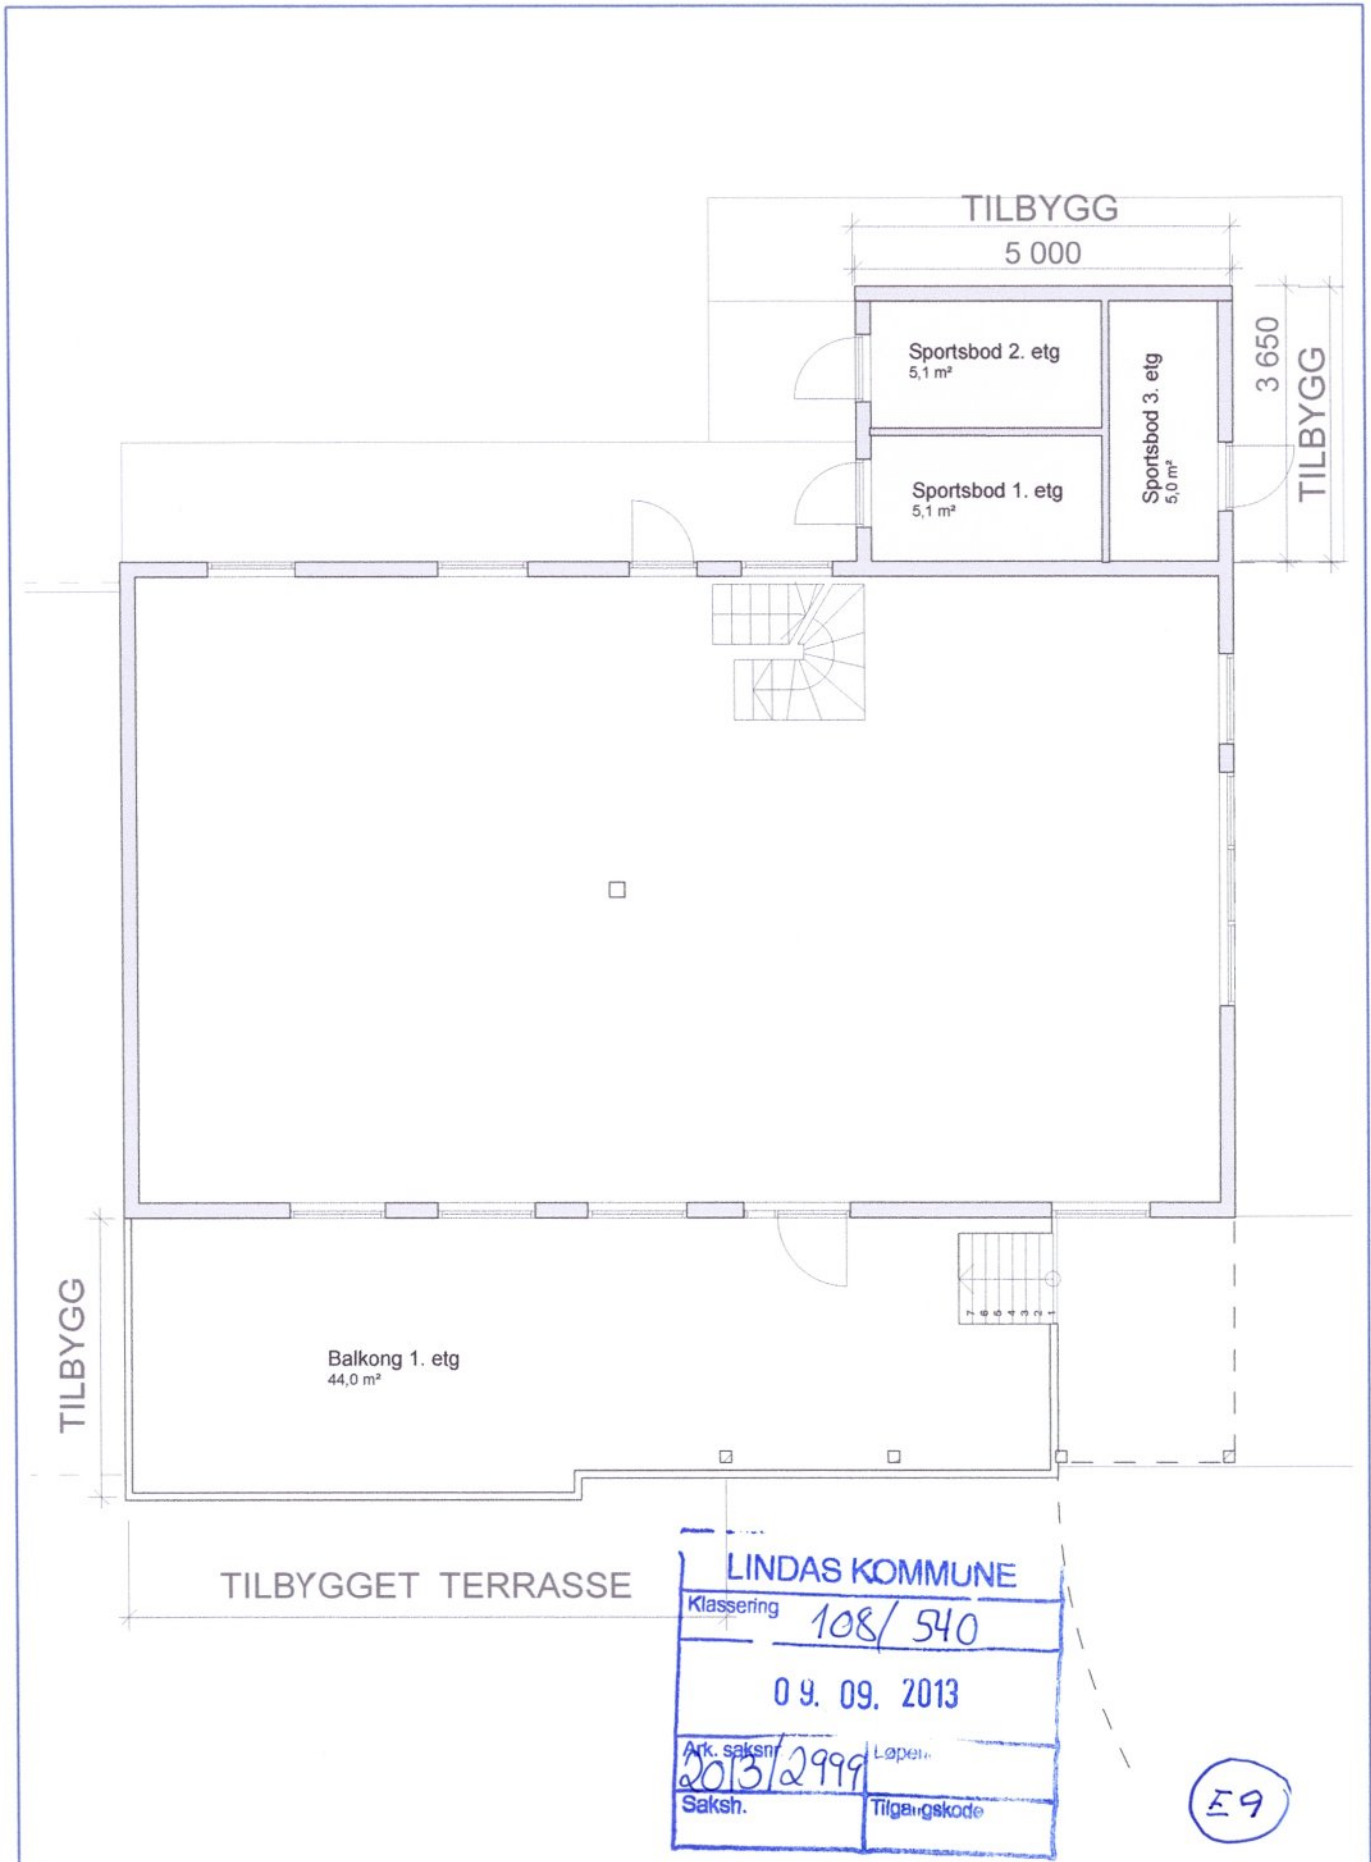 TILBYGG
5 000
3 650
TILBYGG
Sportsbod 2. etg
5,1 m²
Sportsbod 3. etg
5,0 m²
Sportsbod 1. etg
5,1 m²
TILBYGG
7 6 5 4 3 2 1
Balkong 1. etg
44,0 m²
TILBYGGET TERRASSE
LINDAS KOMMUNE
Klassering 108/540
09. 09. 2013
Ark. saksnr
2013/2999
Saksh.
Tilgangskode
E9